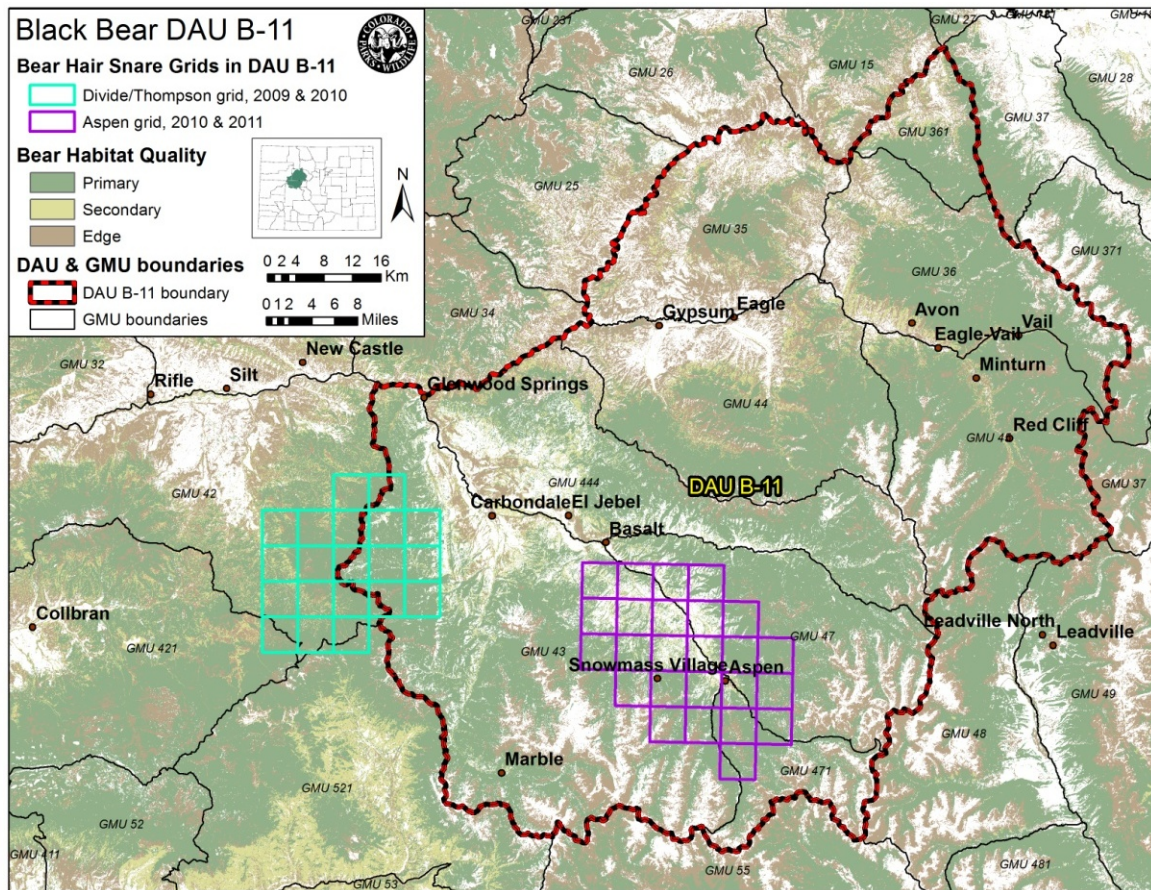 Black Bear DAU B-11
COLORADO
PARKS
WILDLIFE
Bear Hair Snare Grids in DAU B-11
Divide/Thompson grid, 2009 & 2010
Aspen grid, 2010 & 2011
Bear Habitat Quality
Primary
Secondary
Edge
N
DAU & GMU boundaries
0 2 4 8 12 16
Km
DAU B-11 boundary
0 1 2 4 6 8
Miles
GMU boundaries
GMU 231
GMU 27
GMU 15
GMU 26
GMU 28
GMU 37
GMU 361
GMU 25
GMU 35
GMU 371
GMU 36
GMU 34
Gypsum
Eagle
Avon
Eagle-Vail
Vail
Minturn
New Castle
GMU 32
Rifle
Silt
Glenwood Springs
GMU 44
Red Cliff
GMU 42
GMU 444
DAU B-11
GMU 37
Carbondale
El Jebel
Basalt
Collbran
GMU 421
GMU 43
GMU 47
Leadville North
Leadville
Snowmass Village
Aspen
GMU 49
GMU 48
Marble
GMU 471
GMU 521
GMU 52
GMU 411
GMU 53
GMU 55
GMU 481